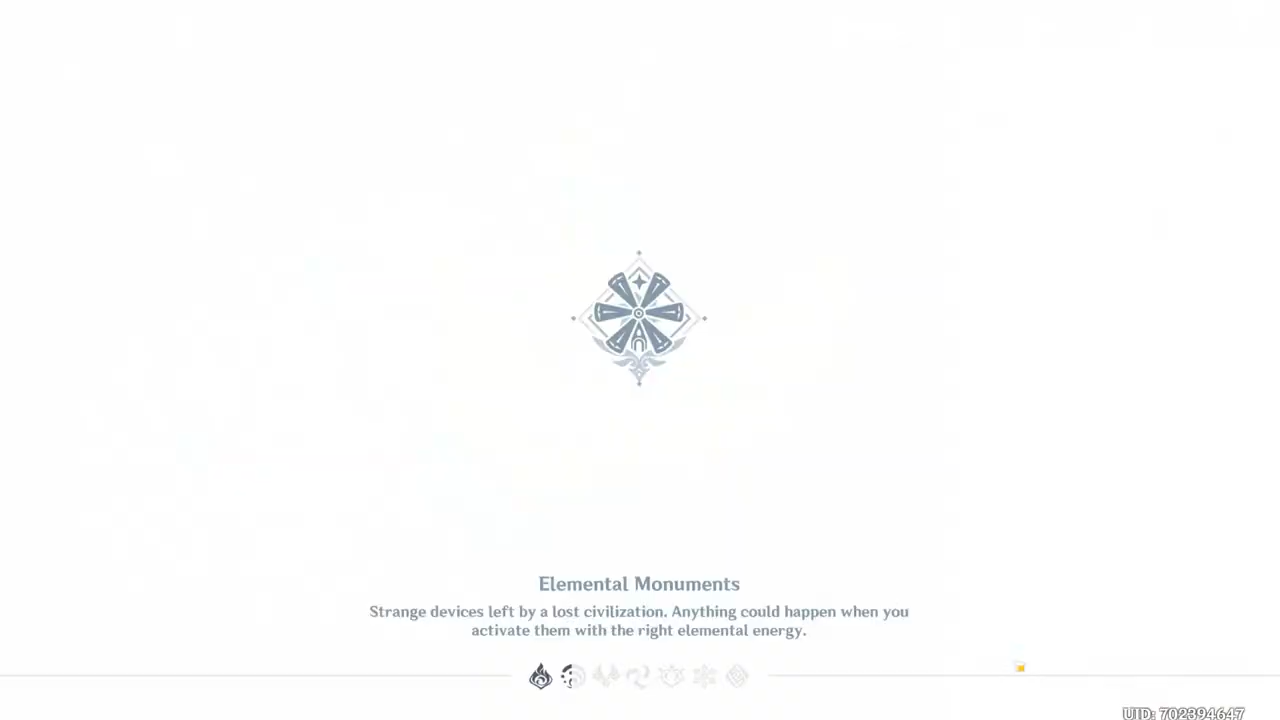 Elemental Monuments
Strange devices left by a lost civilization. Anything could happen when you
activate them with the right elemental energy.
UID: 702394647